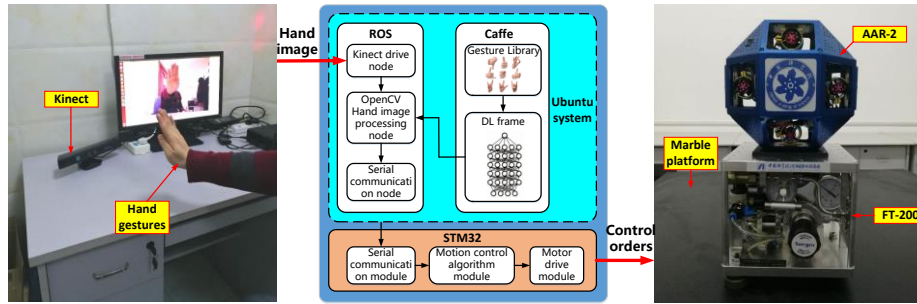 Kinect
Hand
gestures
Hand
image
ROS
Kinect drive
node
OpenCV
Hand image
processing
node
Serial
communicati
on node
Caffe
Gesture Library
DL frame
Ubuntu
system
STM32
Serial
communicati
on module
Motion control
algorithm
module
Motor
drive
module
Control
orders
AAR-2
Marble
platform
FT-200